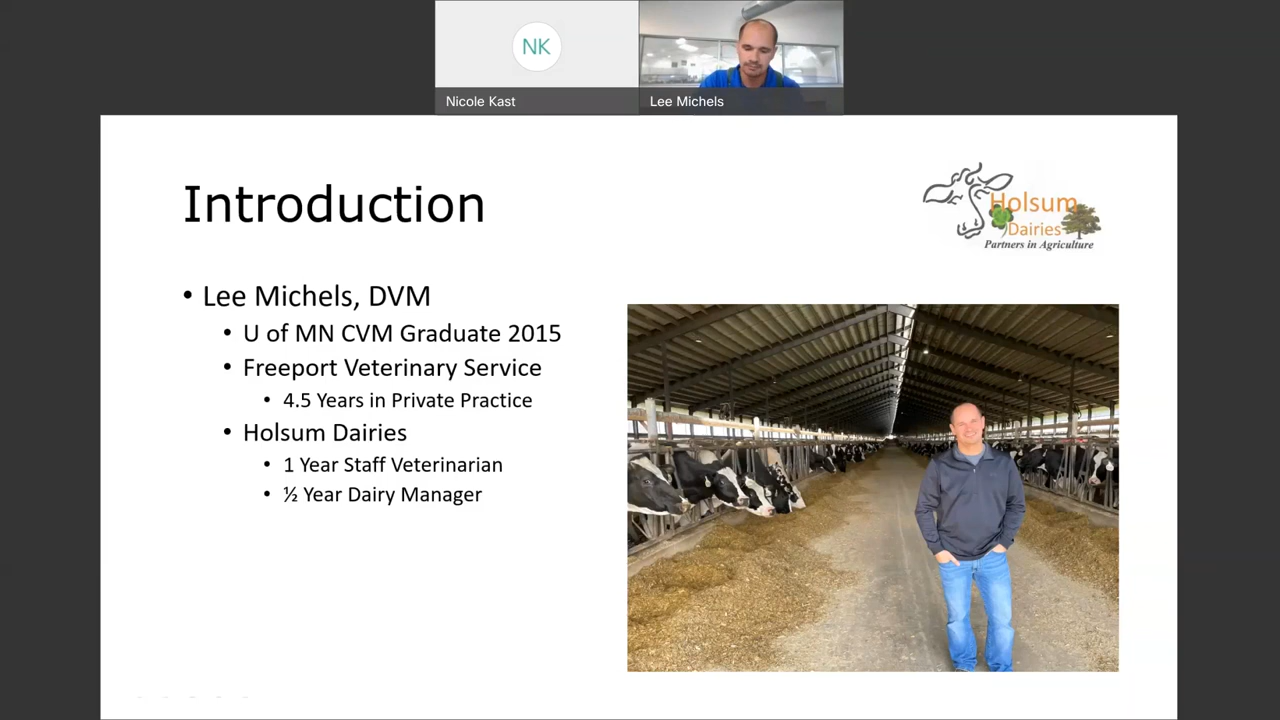 NK
Nicole Kast
Lee Michels
Introduction
Holsum
Dairies
Partners in Agriculture
• Lee Michels, DVM
• U of MN CVM Graduate 2015
• Freeport Veterinary Service
• 4.5 Years in Private Practice
• Holsum Dairies
• 1 Year Staff Veterinarian
• ½ Year Dairy Manager